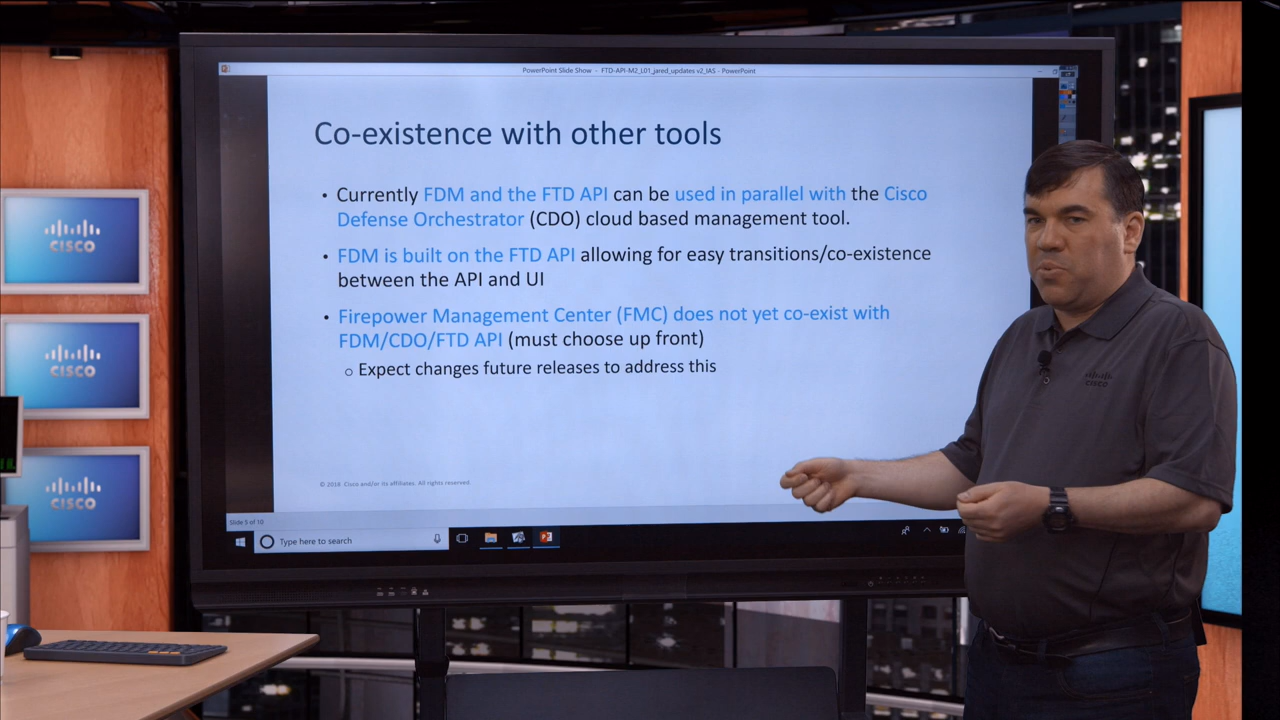 PowerPoint Slide Show - FTD-API-M2_L01_jared_updates v2_IAS - PowerPoint
Co-existence with other tools
• Currently FDM and the FTD API can be used in parallel with the Cisco
Defense Orchestrator (CDO) cloud based management tool.
• FDM is built on the FTD API allowing for easy transitions/co-existence
between the API and UI
• Firepower Management Center (FMC) does not yet co-exist with
FDM/CDO/FTD API (must choose up front)
o Expect changes future releases to address this
© 2018 Cisco and/or its affiliates. All rights reserved.
Slide 5 of 10
Type here to search
CISCO
CISCO
CISCO
CISCO